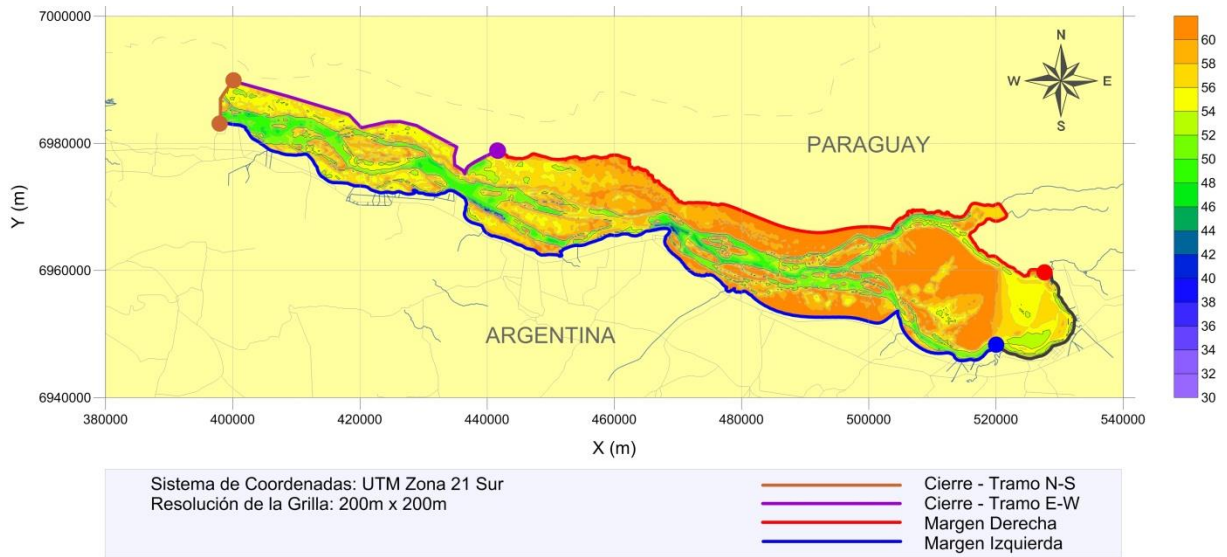 7000000
6980000
6960000
6940000
Y (m)
380000 400000 420000 440000 460000 480000 500000 520000 540000
X (m)
N
W E
S
PARAGUAY
ARGENTINA
60
58
56
54
52
50
48
46
44
42
40
38
36
34
32
30
Sistema de Coordenadas: UTM Zona 21 Sur
Resolución de la Grilla: 200m x 200m
Cierre - Tramo N-S
Cierre - Tramo E-W
Margen Derecha
Margen Izquierda